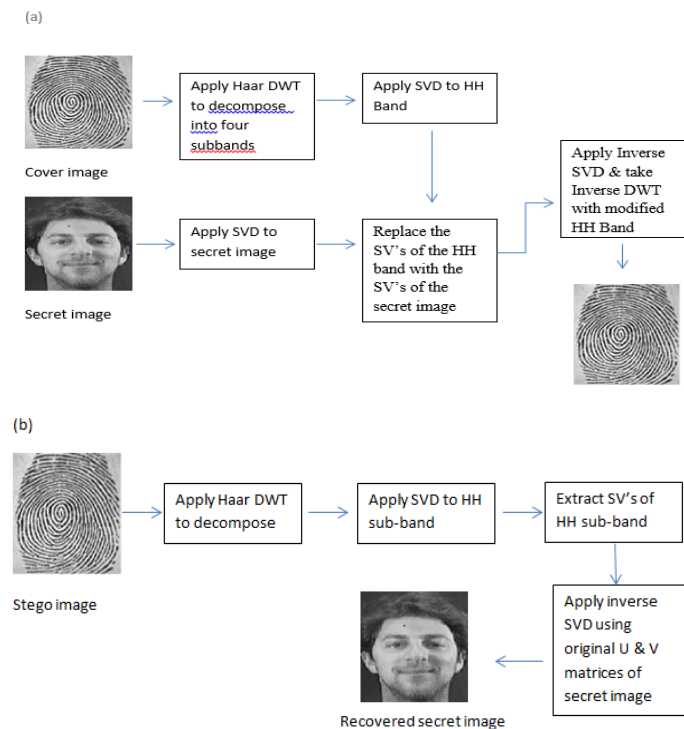 (a)
Apply Haar DWT
to decompose
into four
subbands
Apply SVD to HH
Band
Cover image
Apply SVD to
secret image
Replace the
SV's of the HH
band with the
SV's of the
secret image
Apply Inverse
SVD & take
Inverse DWT
with modified
HH Band
Secret image
(b)
Apply Haar DWT
to decompose
Apply SVD to HH
sub-band
Extract SV's of
HH sub-band
Stego image
Apply inverse
SVD using
original U & V
matrices of
secret image
Recovered secret image